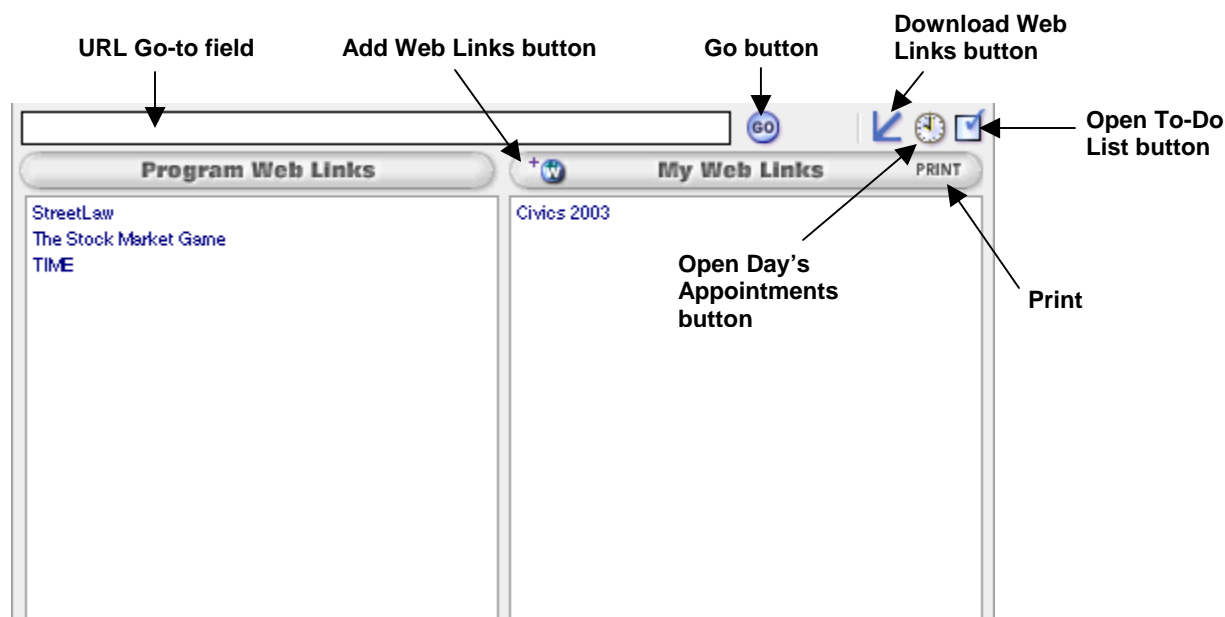 Download Web
Links button
URL Go-to field
Add Web Links button
Go button
GO
Open To-Do
List button
Program Web Links
+W
My Web Links
PRINT
StreetLaw
The Stock Market Game
TIME
Civics 2003
Open Day’s
Appointments
button
Print